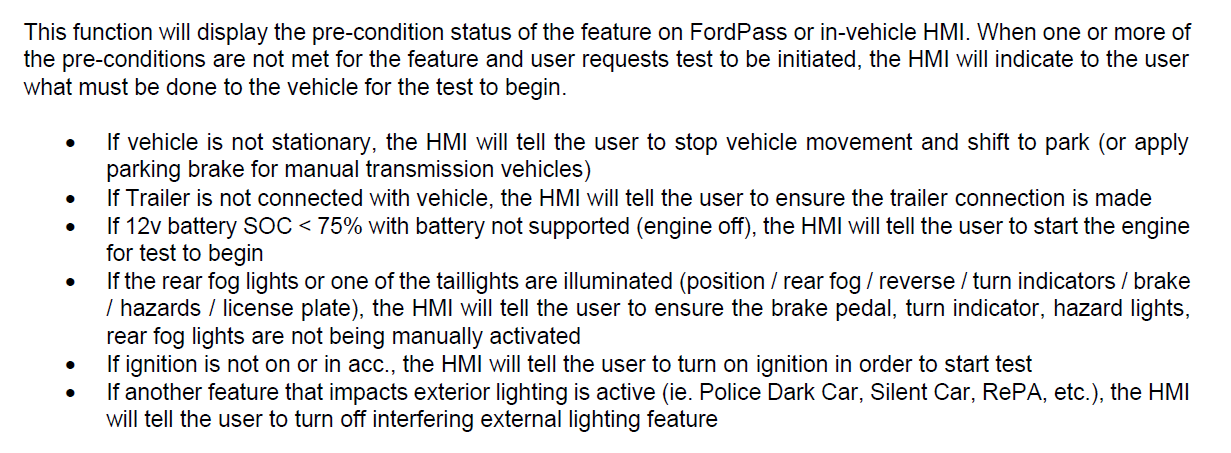 This function will display the pre-condition status of the feature on FordPass or in-vehicle HMI. When one or more of
the pre-conditions are not met for the feature and user requests test to be initiated, the HMI will indicate to the user
what must be done to the vehicle for the test to begin.
• If vehicle is not stationary, the HMI will tell the user to stop vehicle movement and shift to park (or apply
parking brake for manual transmission vehicles)
• If Trailer is not connected with vehicle, the HMI will tell the user to ensure the trailer connection is made
• If 12v battery SOC < 75% with battery not supported (engine off), the HMI will tell the user to start the engine
for test to begin
• If the rear fog lights or one of the taillights are illuminated (position / rear fog / reverse / turn indicators / brake
/ hazards / license plate), the HMI will tell the user to ensure the brake pedal, turn indicator, hazard lights,
rear fog lights are not being manually activated
• If ignition is not on or in acc., the HMI will tell the user to turn on ignition in order to start test
• If another feature that impacts exterior lighting is active (ie. Police Dark Car, Silent Car, RePA, etc.), the HMI
will tell the user to turn off interfering external lighting feature